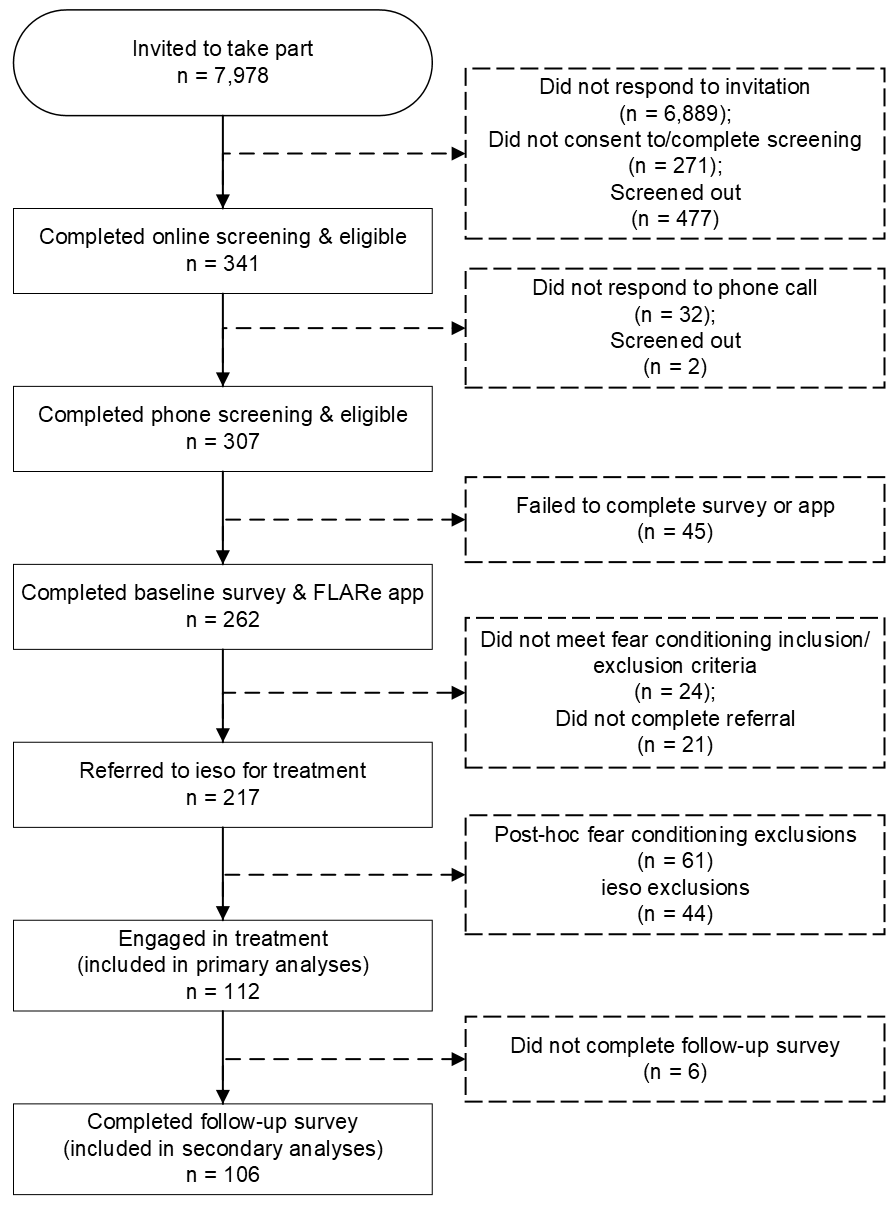 Invited to take part
n = 7,978
Did not respond to invitation
(n = 6,889);
Did not consent to/complete screening
(n = 271);
Screened out
(n = 477)
Completed online screening & eligible
n = 341
Did not respond to phone call
(n = 32);
Screened out
(n = 2)
Completed phone screening & eligible
n = 307
Failed to complete survey or app
(n = 45)
Completed baseline survey & FLARe app
n = 262
Did not meet fear conditioning inclusion/
exclusion criteria
(n = 24);
Did not complete referral
(n = 21)
Referred to ieso for treatment
n = 217
Post-hoc fear conditioning exclusions
(n = 61)
ieso exclusions
(n = 44)
Engaged in treatment
(included in primary analyses)
n = 112
Did not complete follow-up survey
(n = 6)
Completed follow-up survey
(included in secondary analyses)
n = 106